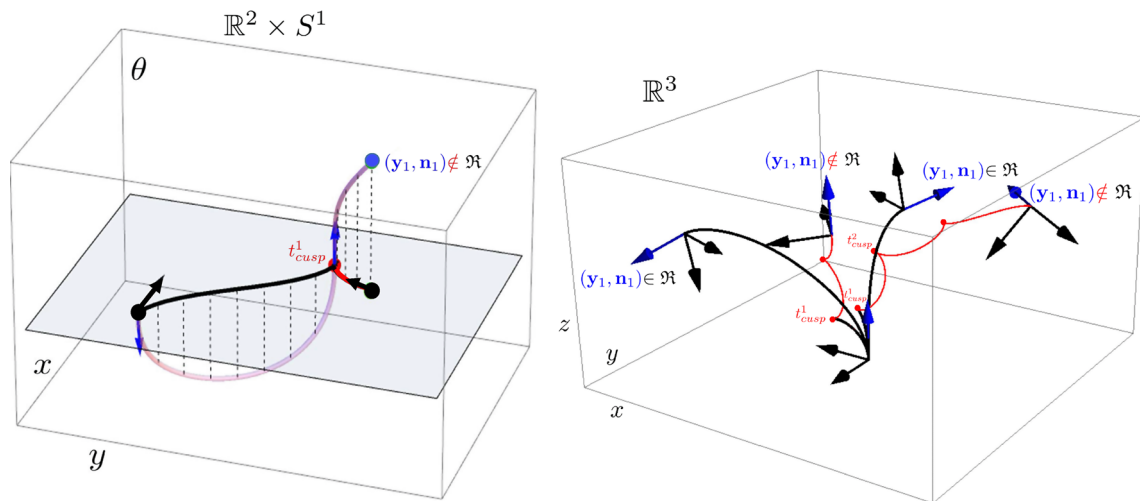 ℝ² × S¹
θ
(y₁, n₁)∉ ℜ
t¹cusp
x
y
ℝ³
(y₁, n₁)∉ ℜ
(y₁, n₁)∈ ℜ
(y₁, n₁)∉ ℜ
t²cusp
(y₁, n₁)∈ ℜ
t¹cusp
t¹cusp
z
y
x